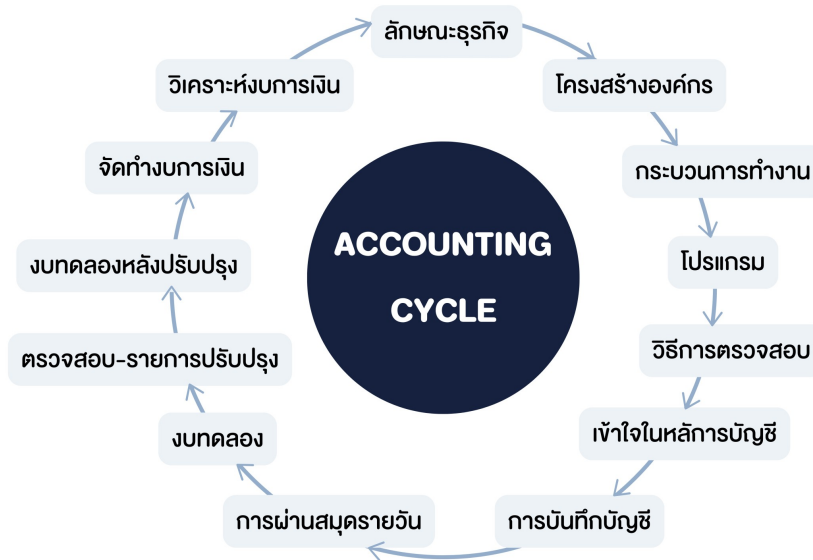 ลักษณะธุรกิจ
โครงสร้างองค์กร
กระบวนการทำงาน
โปรแกรม
วิธีการตรวจสอบ
เข้าใจในหลัการบัญชี
การบันทึกบัญชี
การผ่านสมุดรายวัน
งบทดลอง
ตรวจสอบ-รายการปรับปรุง
งบทดลองหลังปรับปรุง
จัดทำงบการเงิน
วิเคราะห์งบการเงิน
ACCOUNTING
CYCLE